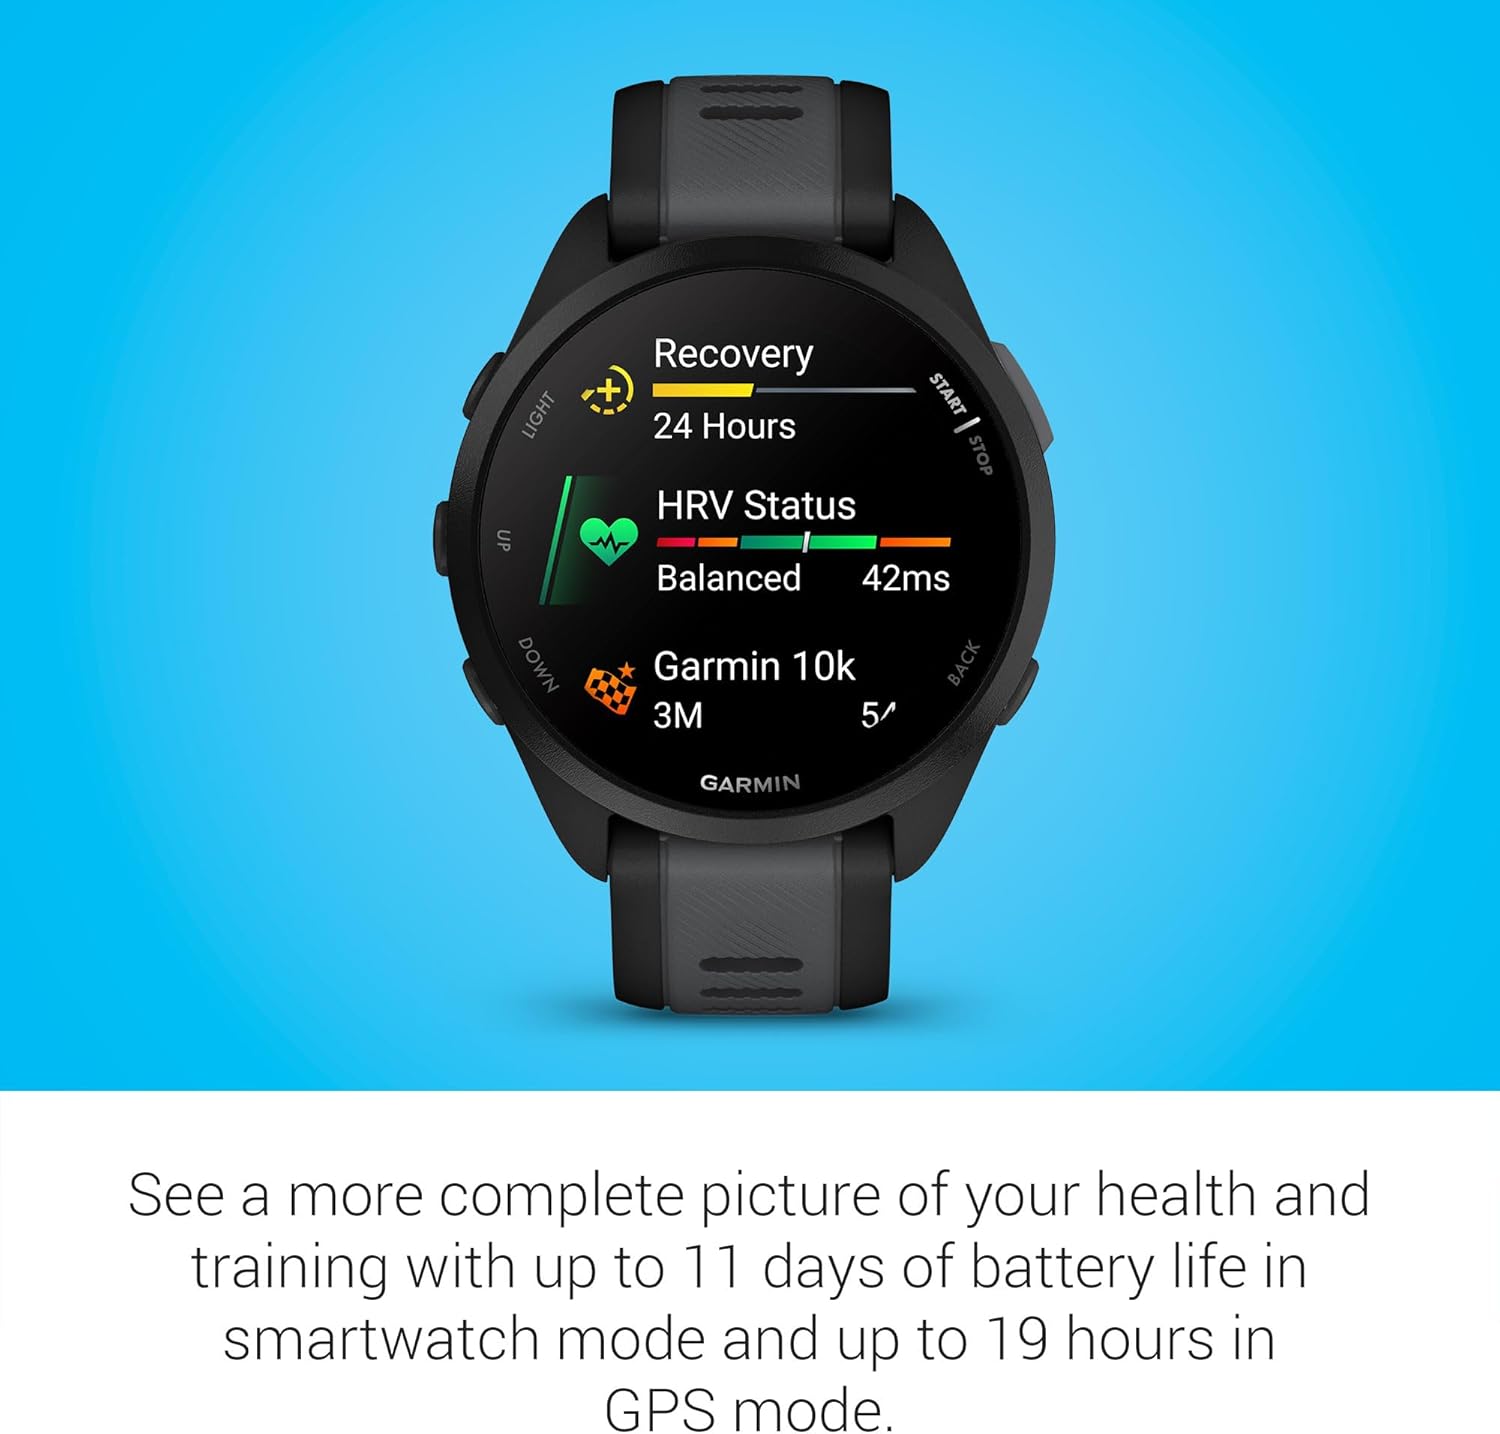 Recovery
24 Hours
LIGHT
START
STOP
HRV Status
UP
Balanced 42ms
DOWN
BACK
Garmin 10k
3M
GARMIN
See a more complete picture of your health and
training with up to 11 days of battery life in
smartwatch mode and up to 19 hours in
GPS mode.